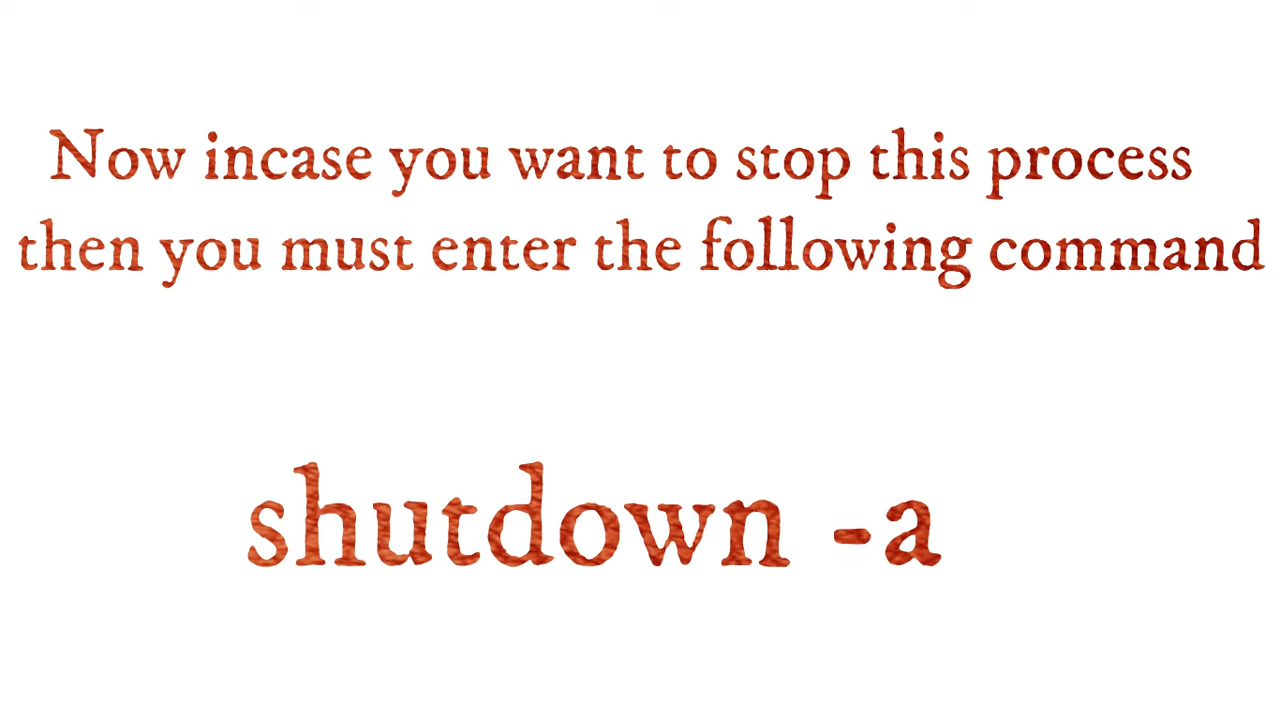 Now incase you want to stop this process
then you must enter the following command
shutdown -a